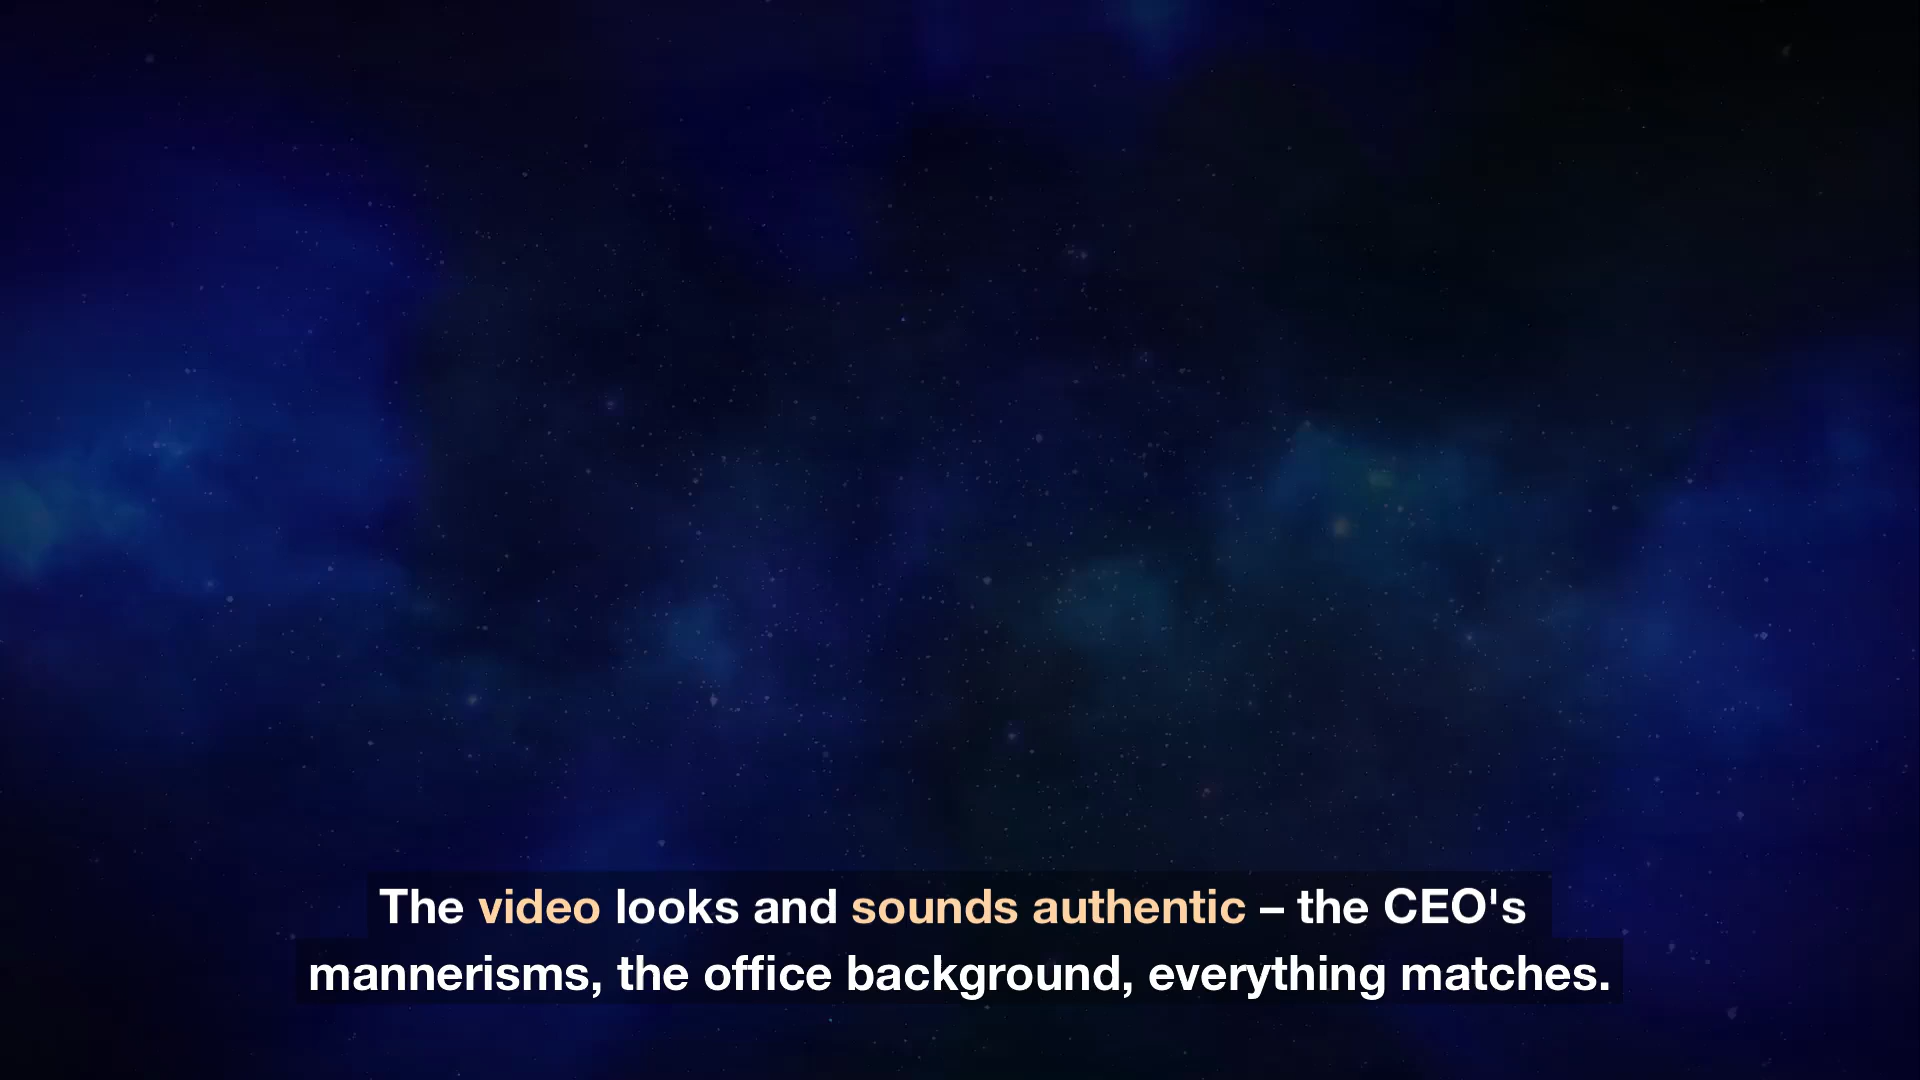 The video looks and sounds authentic – the CEO's
mannerisms, the office background, everything matches.